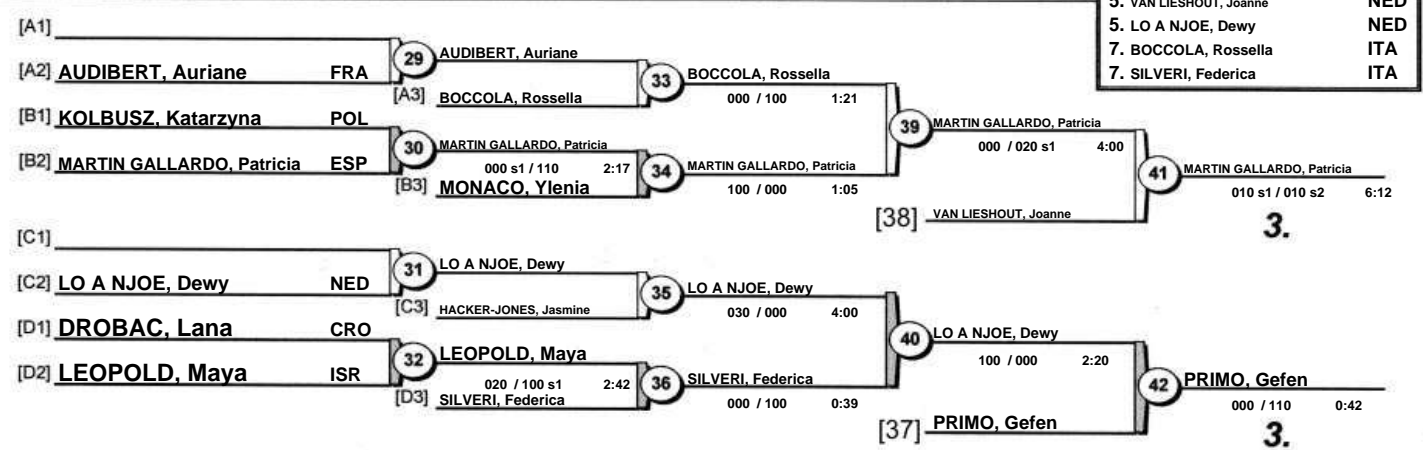 5. VAN LIESHOUT, Joanne NED
5. LO A NJOE, Dewy NED
7. BOCCOLA, Rossella ITA
7. SILVERI, Federica ITA
[A1]
[A2] AUDIBERT, Auriane FRA
29
AUDIBERT, Auriane
[A3] BOCCOLA, Rossella
33
BOCCOLA, Rossella
000 / 100 1:21
[B1] KOLBUSZ, Katarzyna POL
[B2] MARTIN GALLARDO, Patricia ESP
30
MARTIN GALLARDO, Patricia
000 s1 / 110 2:17
[B3] MONACO, Ylenia
34
MARTIN GALLARDO, Patricia
100 / 000 1:05
39
MARTIN GALLARDO, Patricia
000 / 020 s1 4:00
[38] VAN LIESHOUT, Joanne
41
MARTIN GALLARDO, Patricia
010 s1 / 010 s2 6:12
3.
[C1]
[C2] LO A NJOE, Dewy NED
31
LO A NJOE, Dewy
[C3] HACKER-JONES, Jasmine
35
LO A NJOE, Dewy
030 / 000 4:00
[D1] DROBAC, Lana CRO
[D2] LEOPOLD, Maya ISR
32
LEOPOLD, Maya
020 / 100 s1 2:42
[D3] SILVERI, Federica
36
SILVERI, Federica
000 / 100 0:39
40
LO A NJOE, Dewy
100 / 000 2:20
[37] PRIMO, Gefen
42
PRIMO, Gefen
000 / 110 0:42
3.